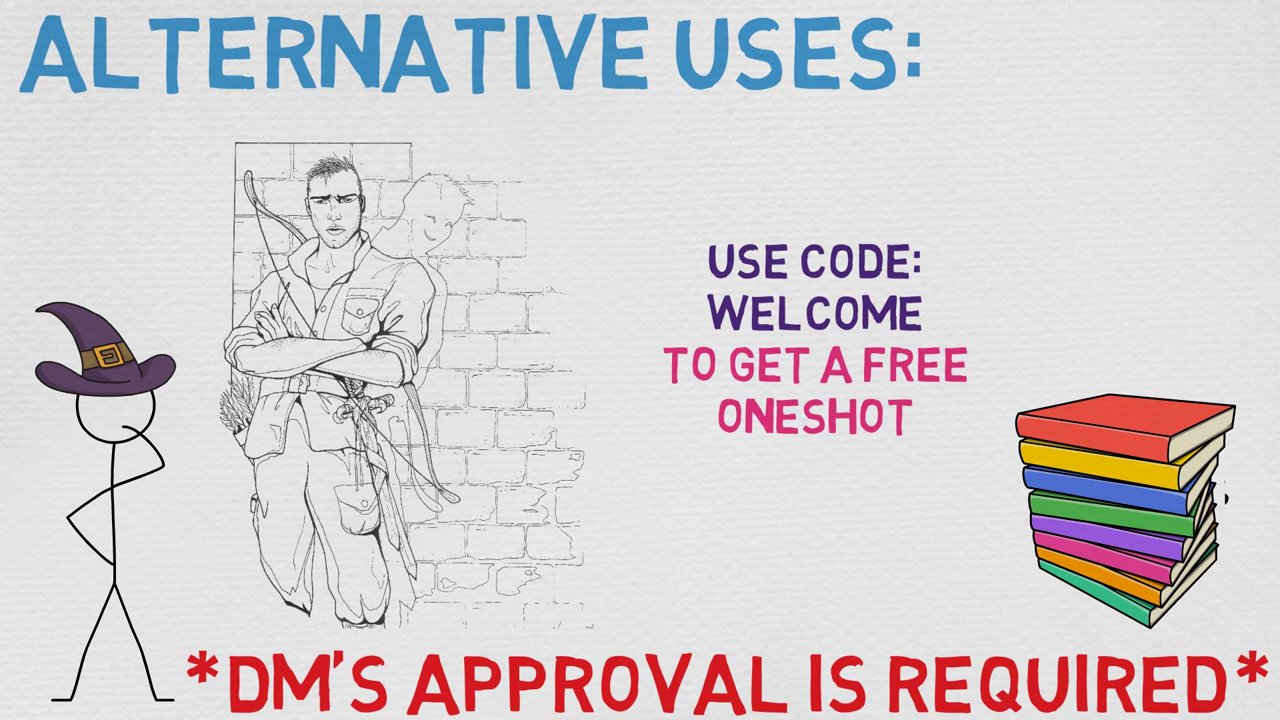 ALTERNATIVE USES:
USE CODE:
WELCOME
TO GET A FREE
ONESHOT
*DM'S APPROVAL IS REQUIRED*